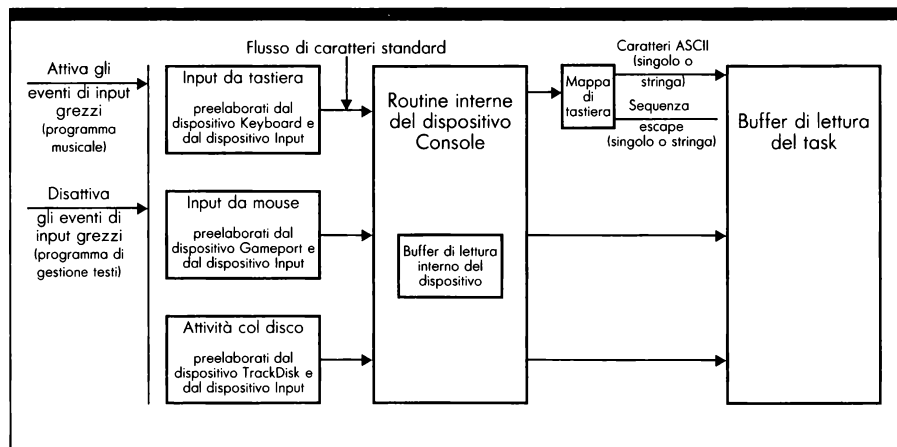 Flusso di caratteri standard
Attiva gli
eventi di input
grezzi
(programma
musicale)
Disattiva
gli eventi di
input grezzi
(programma di
gestione testi)
Input da tastiera
preelaborati dal
dispositivo Keyboard e
dal dispositivo Input
Input da mouse
preelaborati dal
dispositivo Gameport e
dal dispositivo Input
Attività col disco
preelaborati dal
dispositivo TrackDisk e
dal dispositivo Input
Routine interne
del dispositivo
Console
Buffer di lettura
interno del
dispositivo
Mappa
di
tastiera
Caratteri ASCII
(singolo o
stringa)
Sequenza
escape
(singolo o stringa)
Buffer di lettura
del task